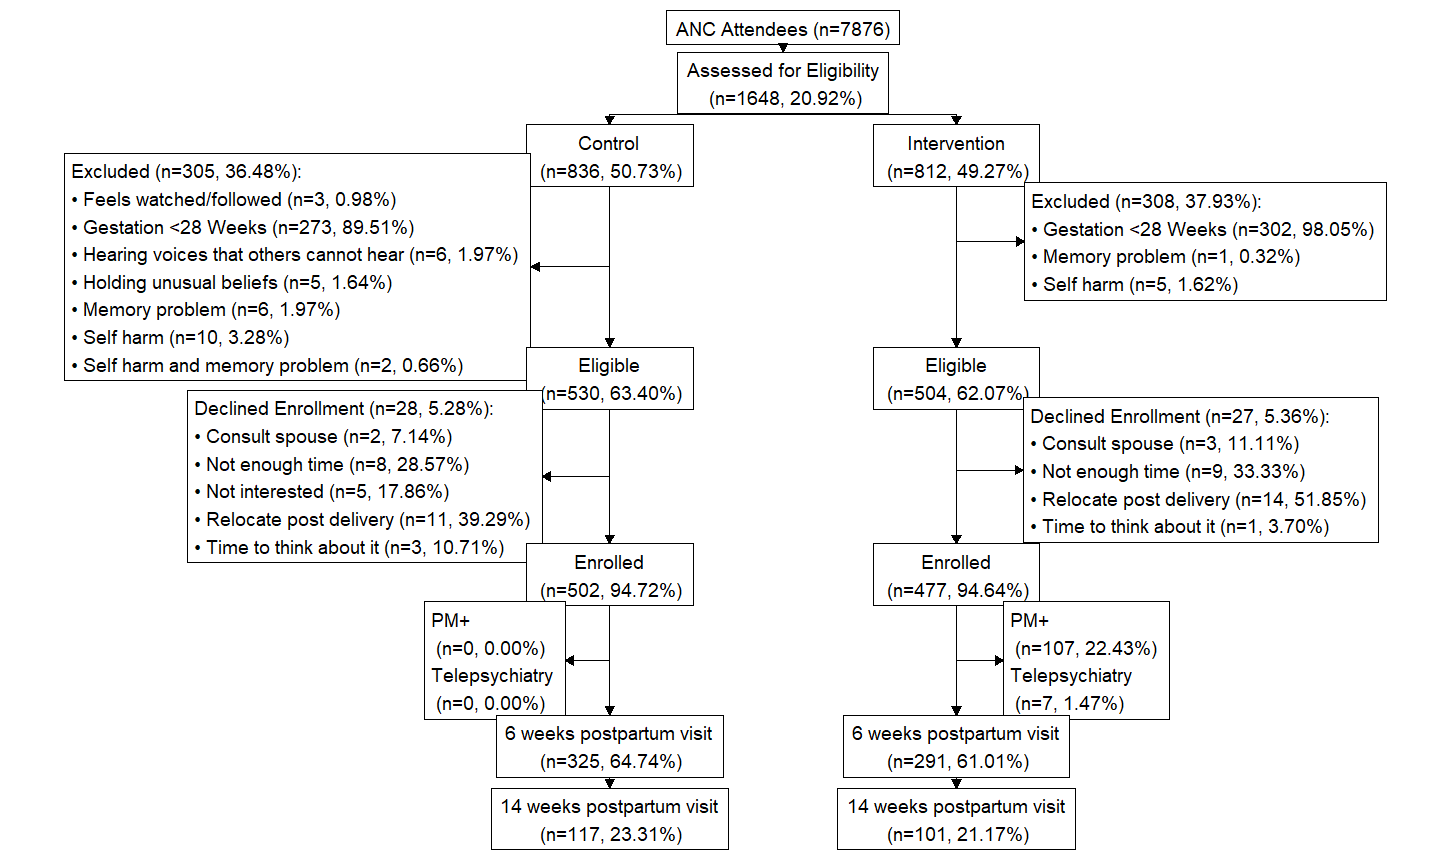 ANC Attendees (n=7876)
Assessed for Eligibility
(n=1648, 20.92%)
Control
(n=836, 50.73%)
Intervention
(n=812, 49.27%)
Excluded (n=305, 36.48%):
• Feels watched/followed (n=3, 0.98%)
• Gestation <28 Weeks (n=273, 89.51%)
• Hearing voices that others cannot hear (n=6, 1.97%)
• Holding unusual beliefs (n=5, 1.64%)
• Memory problem (n=6, 1.97%)
• Self harm (n=10, 3.28%)
• Self harm and memory problem (n=2, 0.66%)
Excluded (n=308, 37.93%):
• Gestation <28 Weeks (n=302, 98.05%)
• Memory problem (n=1, 0.32%)
• Self harm (n=5, 1.62%)
Eligible
(n=530, 63.40%)
Eligible
(n=504, 62.07%)
Declined Enrollment (n=28, 5.28%):
• Consult spouse (n=2, 7.14%)
• Not enough time (n=8, 28.57%)
• Not interested (n=5, 17.86%)
• Relocate post delivery (n=11, 39.29%)
• Time to think about it (n=3, 10.71%)
Declined Enrollment (n=27, 5.36%):
• Consult spouse (n=3, 11.11%)
• Not enough time (n=9, 33.33%)
• Relocate post delivery (n=14, 51.85%)
• Time to think about it (n=1, 3.70%)
Enrolled
(n=502, 94.72%)
Enrolled
(n=477, 94.64%)
PM+
(n=0, 0.00%)
Telepsychiatry
(n=0, 0.00%)
PM+
(n=107, 22.43%)
Telepsychiatry
(n=7, 1.47%)
6 weeks postpartum visit
(n=325, 64.74%)
6 weeks postpartum visit
(n=291, 61.01%)
14 weeks postpartum visit
(n=117, 23.31%)
14 weeks postpartum visit
(n=101, 21.17%)